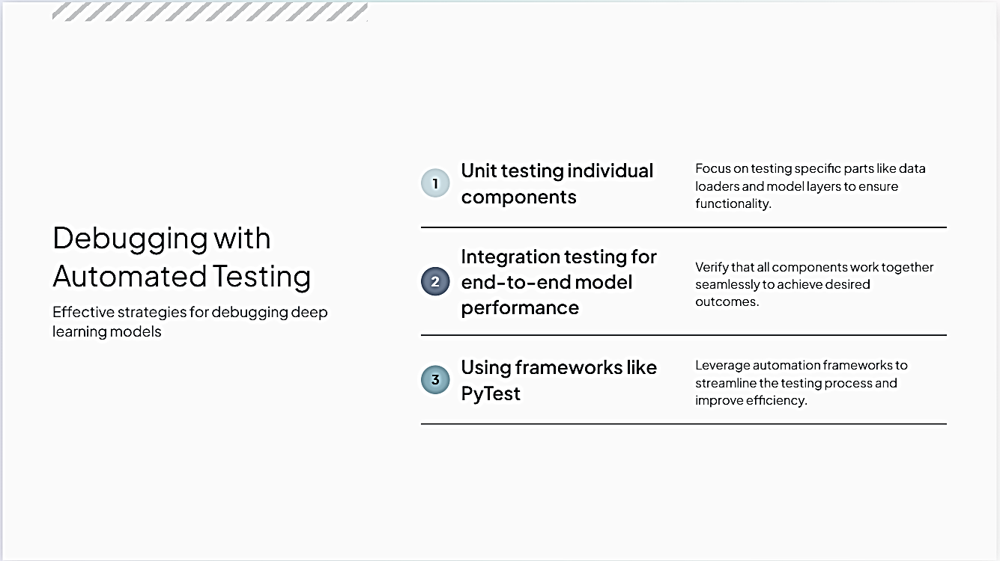 Debugging with
Automated Testing
Effective strategies for debugging deep
learning models
1
Unit testing individual
components
Focus on testing specific parts like data
loaders and model layers to ensure
functionality.
2
Integration testing for
end-to-end model
performance
Verify that all components work together
seamlessly to achieve desired
outcomes.
3
Using frameworks like
PyTest
Leverage automation frameworks to
streamline the testing process and
improve efficiency.